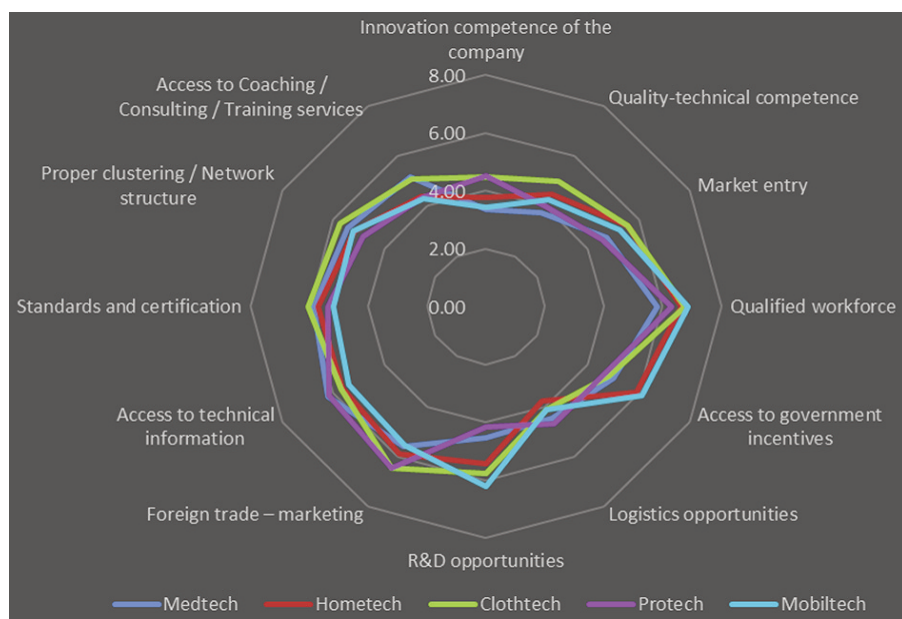 Innovation competence of the
company
8.00
Access to Coaching /
Consulting / Training services
Quality-technical competence
6.00
Proper clustering / Network
structure
4.00
Market entry
2.00
Standards and certification
0.00
Qualified workforce
Access to technical
information
Access to government
incentives
Foreign trade – marketing
Logistics opportunities
R&D opportunities
Medtech
Hometech
Clothtech
Protech
Mobiltech